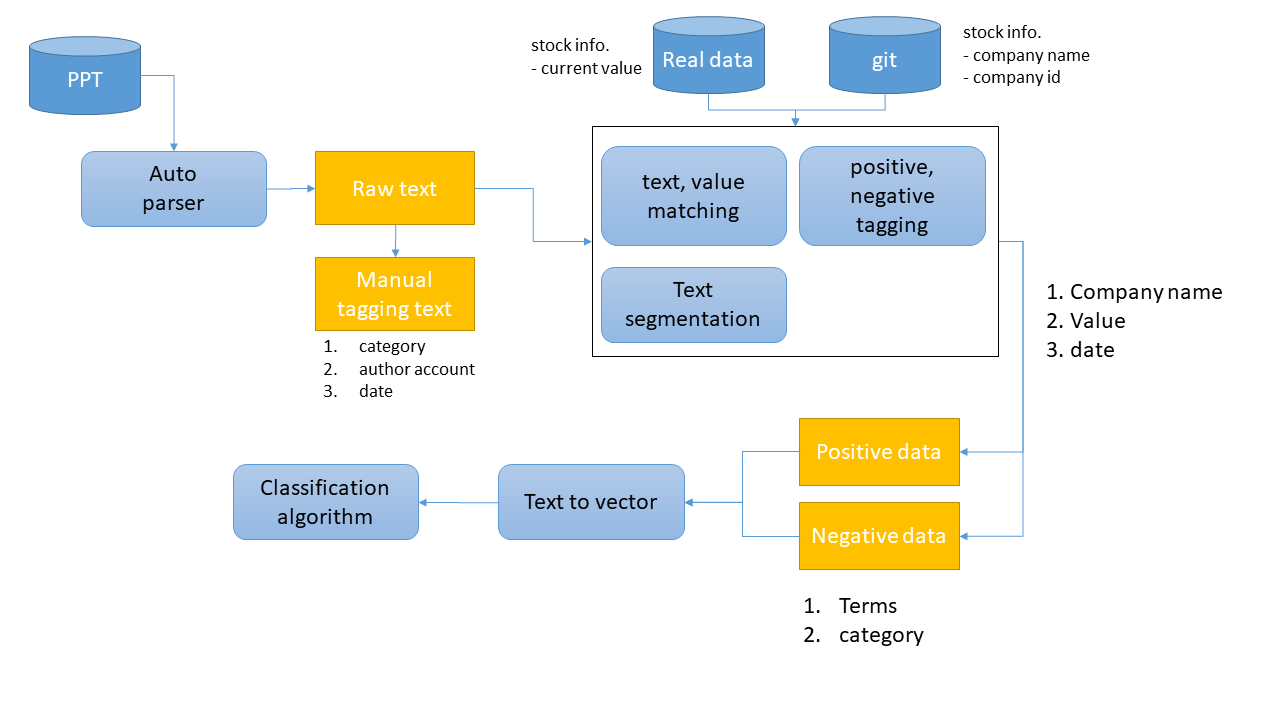 PPT
stock info.
- current value
Real data
git
stock info.
- company name
- company id
Auto
parser
Raw text
Manual
tagging text
1. category
2. author account
3. date
text, value
matching
positive,
negative
tagging
Text
segmentation
1. Company name
2. Value
3. date
Positive data
Negative data
1. Terms
2. category
Text to vector
Classification
algorithm